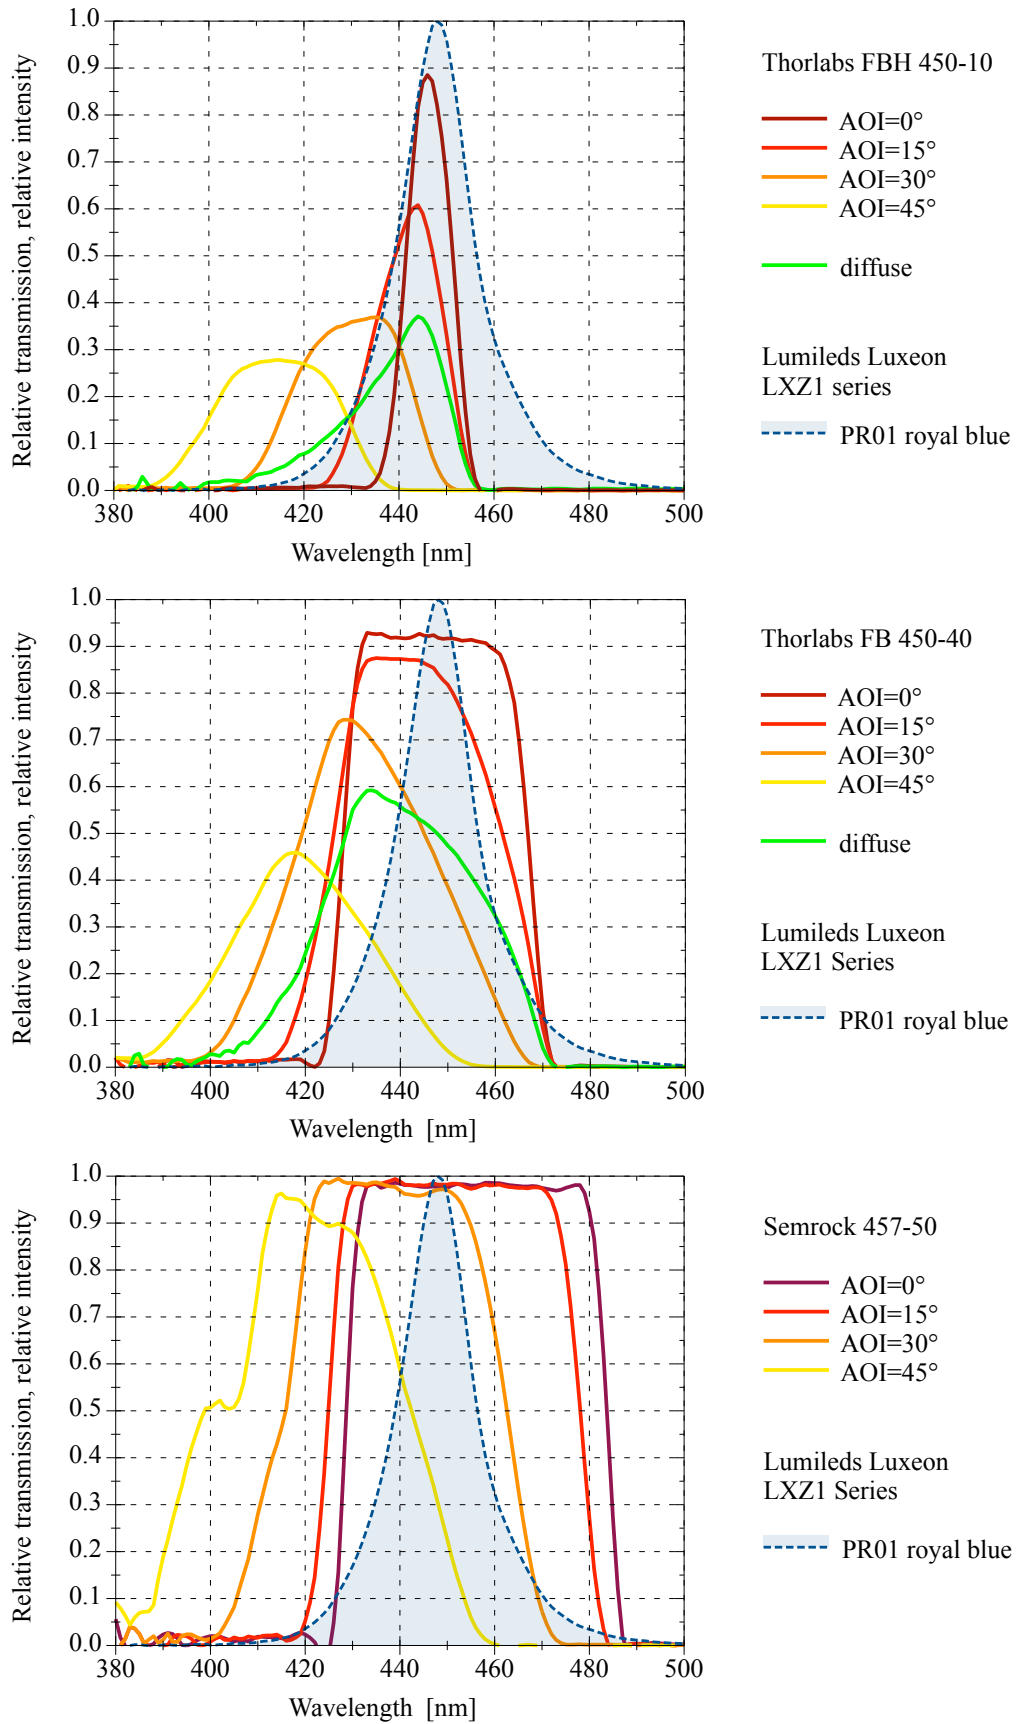 Relative transmission, relative intensity
1.0
0.9
0.8
0.7
0.6
0.5
0.4
0.3
0.2
0.1
0.0
380 400 420 440 460 480 500
Wavelength [nm]
Thorlabs FBH 450-10
AOI=0°
AOI=15°
AOI=30°
AOI=45°
diffuse
Lumileds Luxeon
LXZ1 series
PR01 royal blue
Relative transmission, relative intensity
1.0
0.9
0.8
0.7
0.6
0.5
0.4
0.3
0.2
0.1
0.0
380 400 420 440 460 480 500
Wavelength [nm]
Thorlabs FB 450-40
AOI=0°
AOI=15°
AOI=30°
AOI=45°
diffuse
Lumileds Luxeon
LXZ1 Series
PR01 royal blue
Relative transmission, relative intensity
1.0
0.9
0.8
0.7
0.6
0.5
0.4
0.3
0.2
0.1
0.0
380 400 420 440 460 480 500
Wavelength [nm]
Semrock 457-50
AOI=0°
AOI=15°
AOI=30°
AOI=45°
Lumileds Luxeon
LXZ1 Series
PR01 royal blue